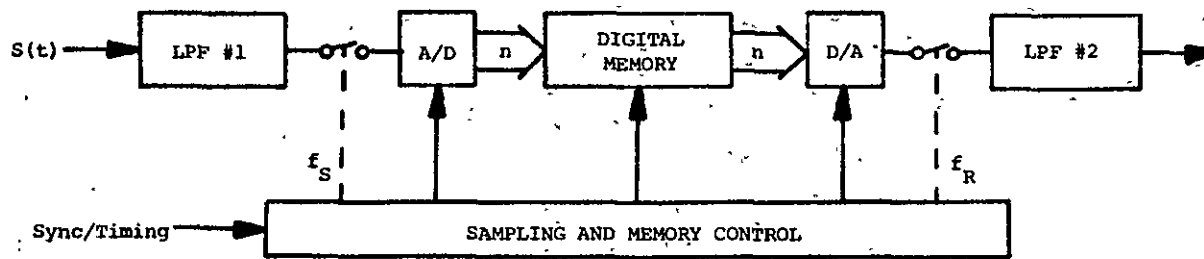 S(t)
LPF #1
A/D
n
DIGITAL
MEMORY
n
D/A
LPF #2
f_S
f_R
Sync/Timing
SAMPLING AND MEMORY CONTROL